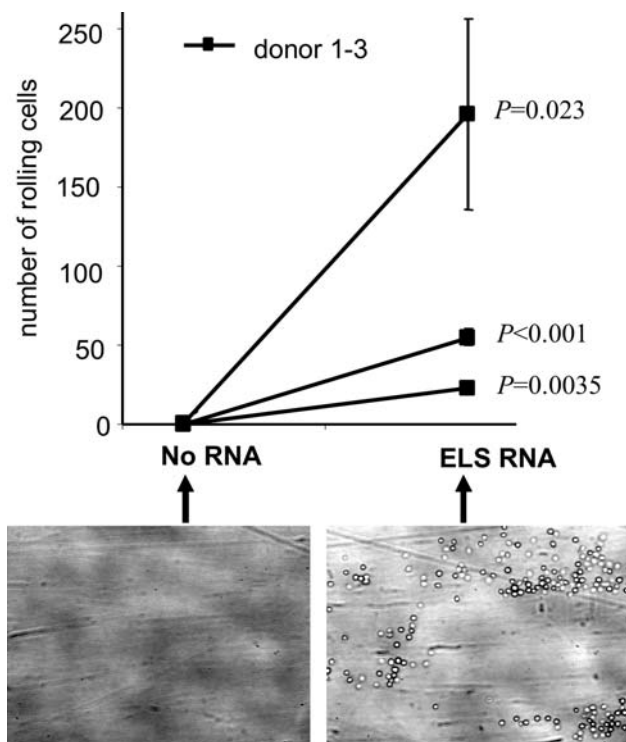 250
donor 1-3
200
P=0.023
150
number of rolling cells
100
50
P<0.001
P=0.0035
0
No RNA
ELS RNA